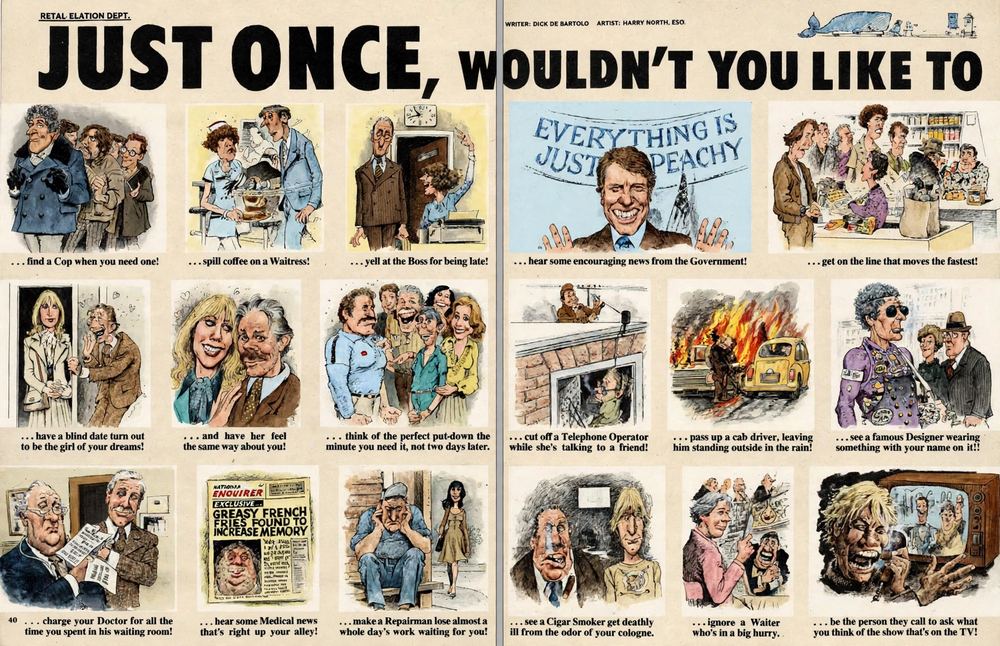 RETAL ELATION DEPT.
WRITER: DICK DE BARTOLO ARTIST: HARRY NORTH, ESQ.
JUST ONCE, WOULDN'T YOU LIKE TO
...find a Cop when you need one!
...spill coffee on a Waitress!
...yell at the Boss for being late!
EVERYTHING IS
JUST PEACHY
...hear some encouraging news from the Government!
...get on the line that moves the fastest!
...have a blind date turn out
to be the girl of your dreams!
...and have her feel
the same way about you!
...think of the perfect put-down the
minute you need it, not two days later.
...cut off a Telephone Operator
while she's talking to a friend!
...pass up a cab driver, leaving
him standing outside in the rain!
...see a famous Designer wearing
something with your name on it!!
...charge your Doctor for all the
time you spent in his waiting room!
NATIONAL
ENQUIRER
EXCLUSIVE...
GREASY FRENCH
FRIES FOUND TO
INCREASE MEMORY
...hear some Medical news
that's right up your alley!
...make a Repairman lose almost a
whole day's work waiting for you!
...see a Cigar Smoker get deathly
ill from the odor of your cologne.
...ignore a Waiter
who's in a big hurry.
...be the person they call to ask what
you think of the show that's on the TV!
40